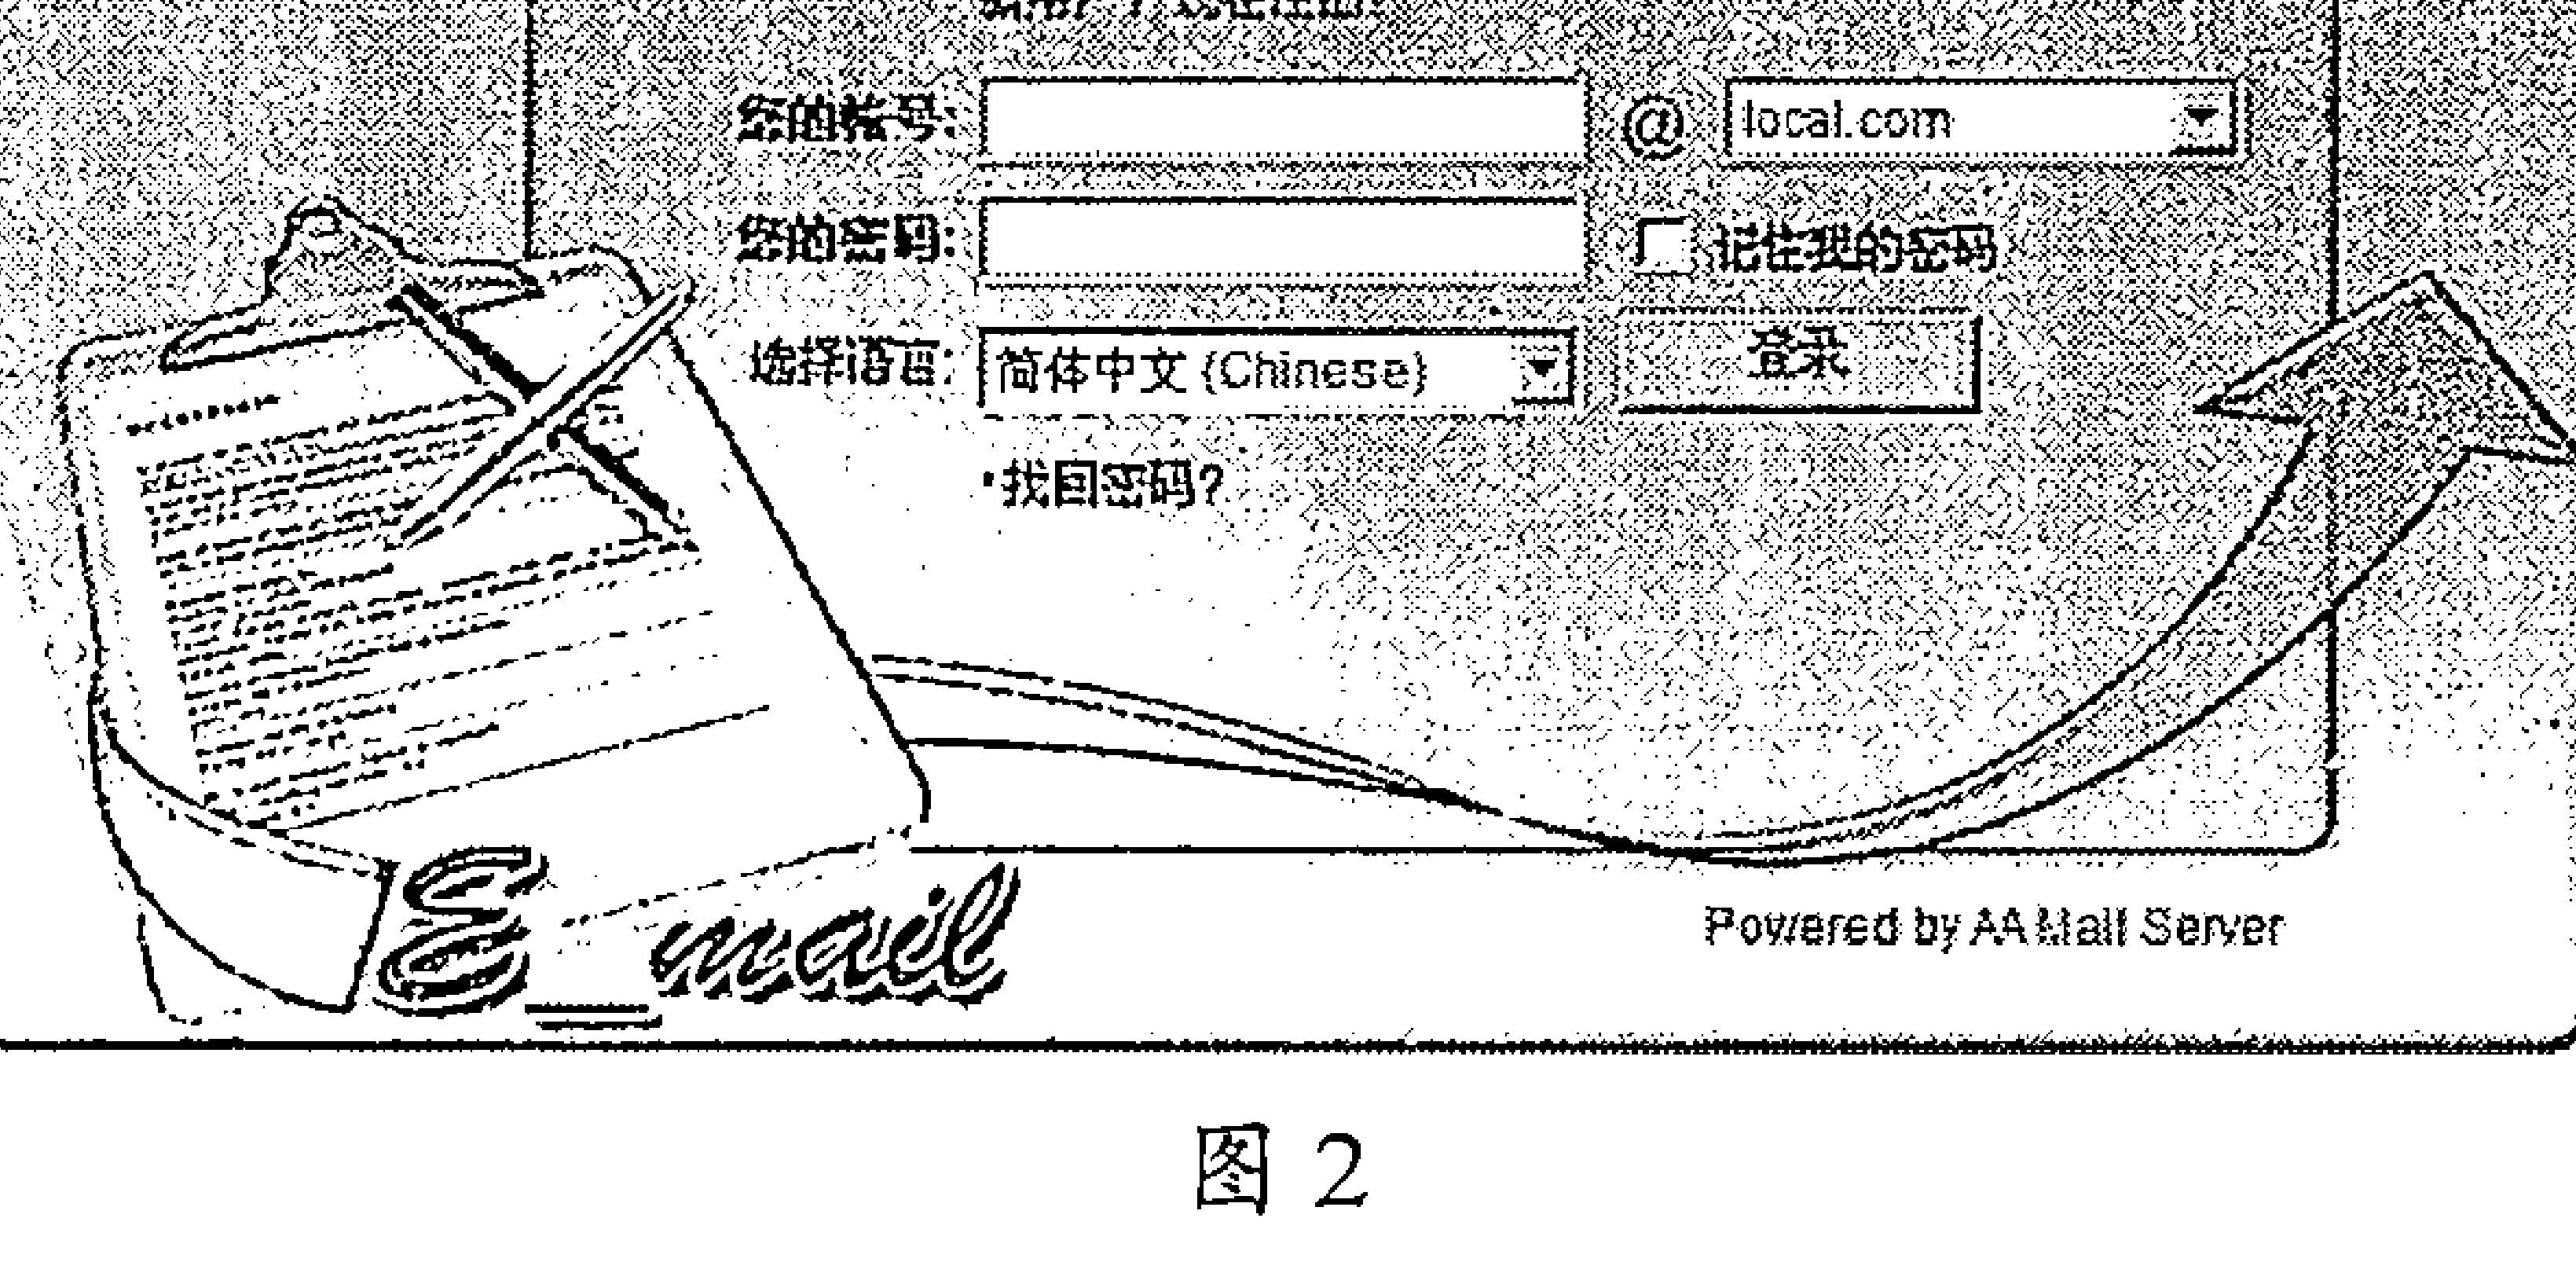 您的帐号: @ local.com
您的密码: 记住我的密码
选择语言: 简体中文 (Chinese) 登录
·找回密码?
E_mail
Powered by AA Mail Server
图 2